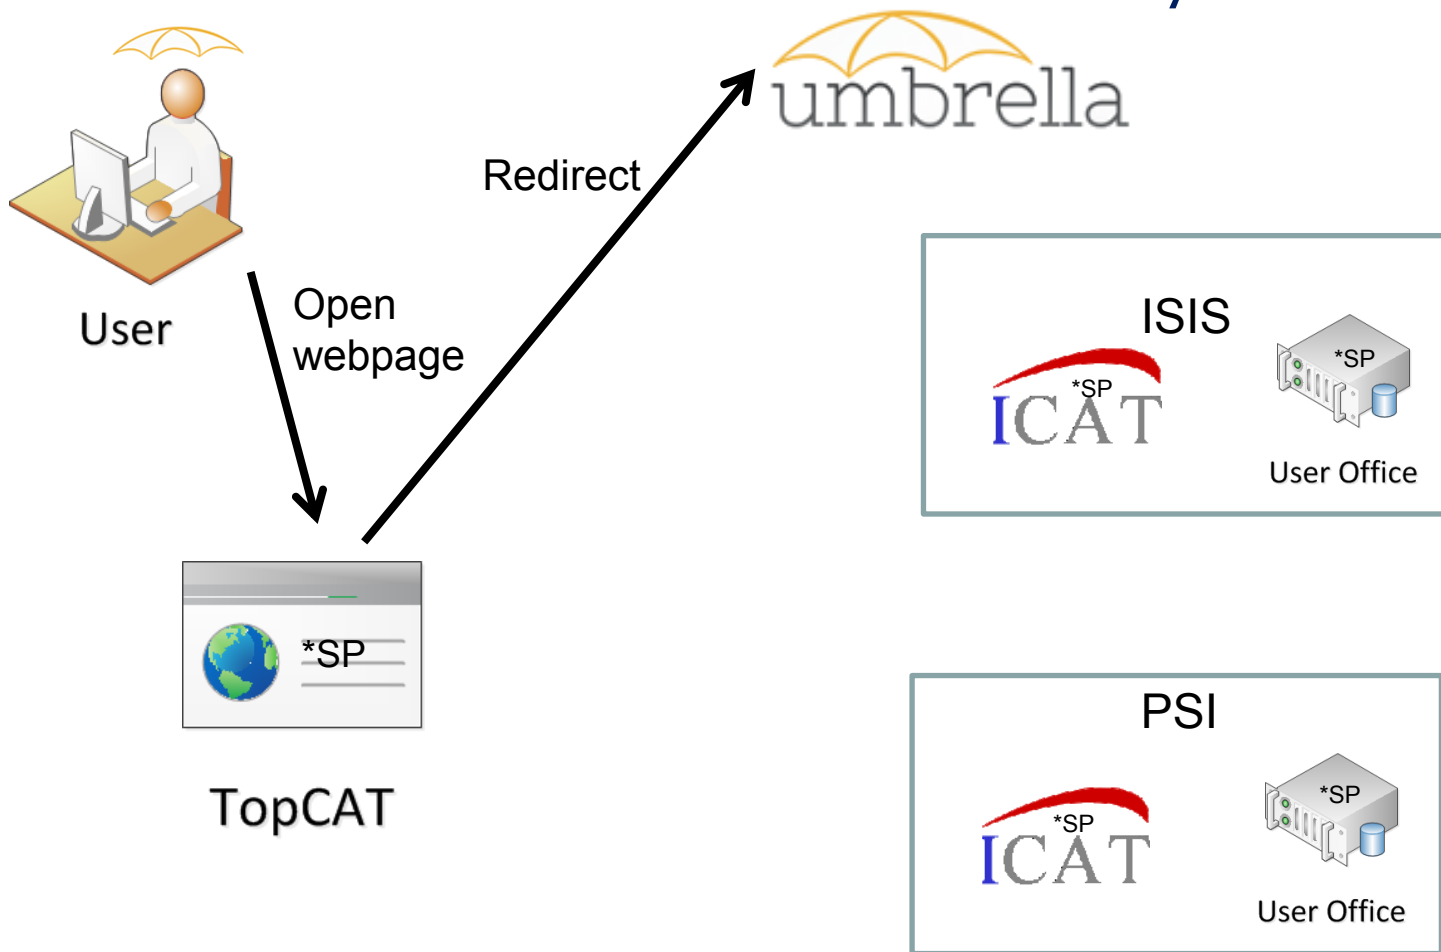 umbrella
Redirect
User
Open
webpage
ISIS
*SP
ICAT
*SP
User Office
*SP
TopCAT
PSI
*SP
ICAT
*SP
User Office